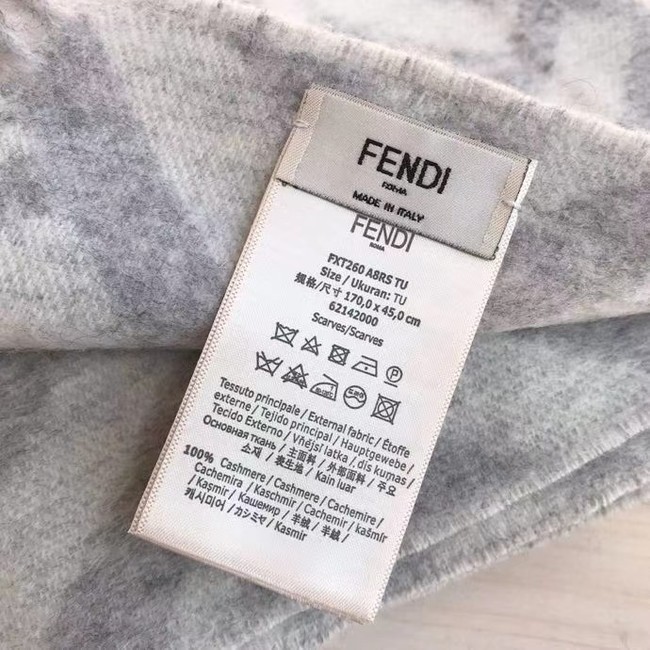 FENDI
ROMA
MADE IN ITALY
FENDI
ROMA
FXT260 A8RS TU
Size / Ukuran: TU
规格/尺寸 170,0 x 45,0 cm
62142000
Scarves/Scarves
Tessuto principale / External fabric / Étoffe
externe / Tejido principal / Hauptgewebe /
Tecido Externo / Vnějsí latka / dis kumas /
Основная ткань / 主面料 / 外部面料 / 주요
소재 / 表生地 / Kain luar
100% Cashmere / Cashmere / Cachemire /
Cachemira / Kaschmir / Cachemir / kašmír
/ Kaşmir / Кашемир / 羊绒 / 羊絨 /
캐시미어 / カシミヤ / Kasmir